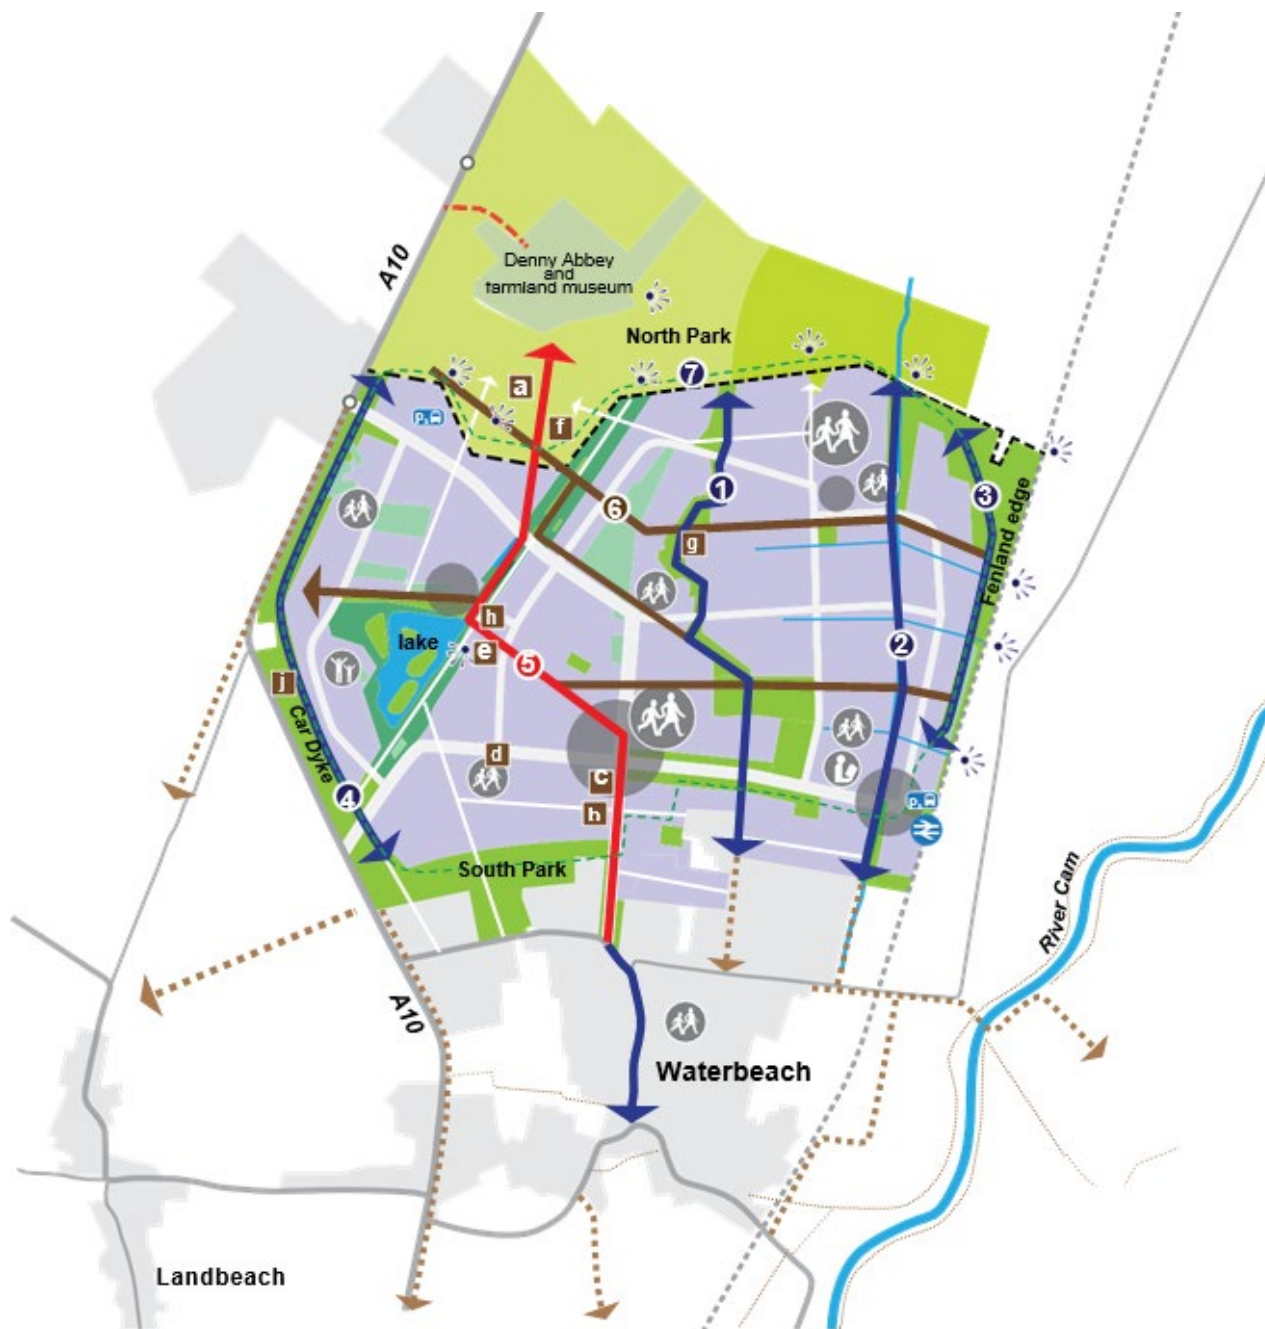 A10
Denny Abbey
and
farmland museum
North Park
7
a
f
P&
1
3
6
g
Fenland edge
h
lake
e
5
2
j
Car Dyke
d
c
4
h
P&
South Park
River Cam
A10
Waterbeach
Landbeach